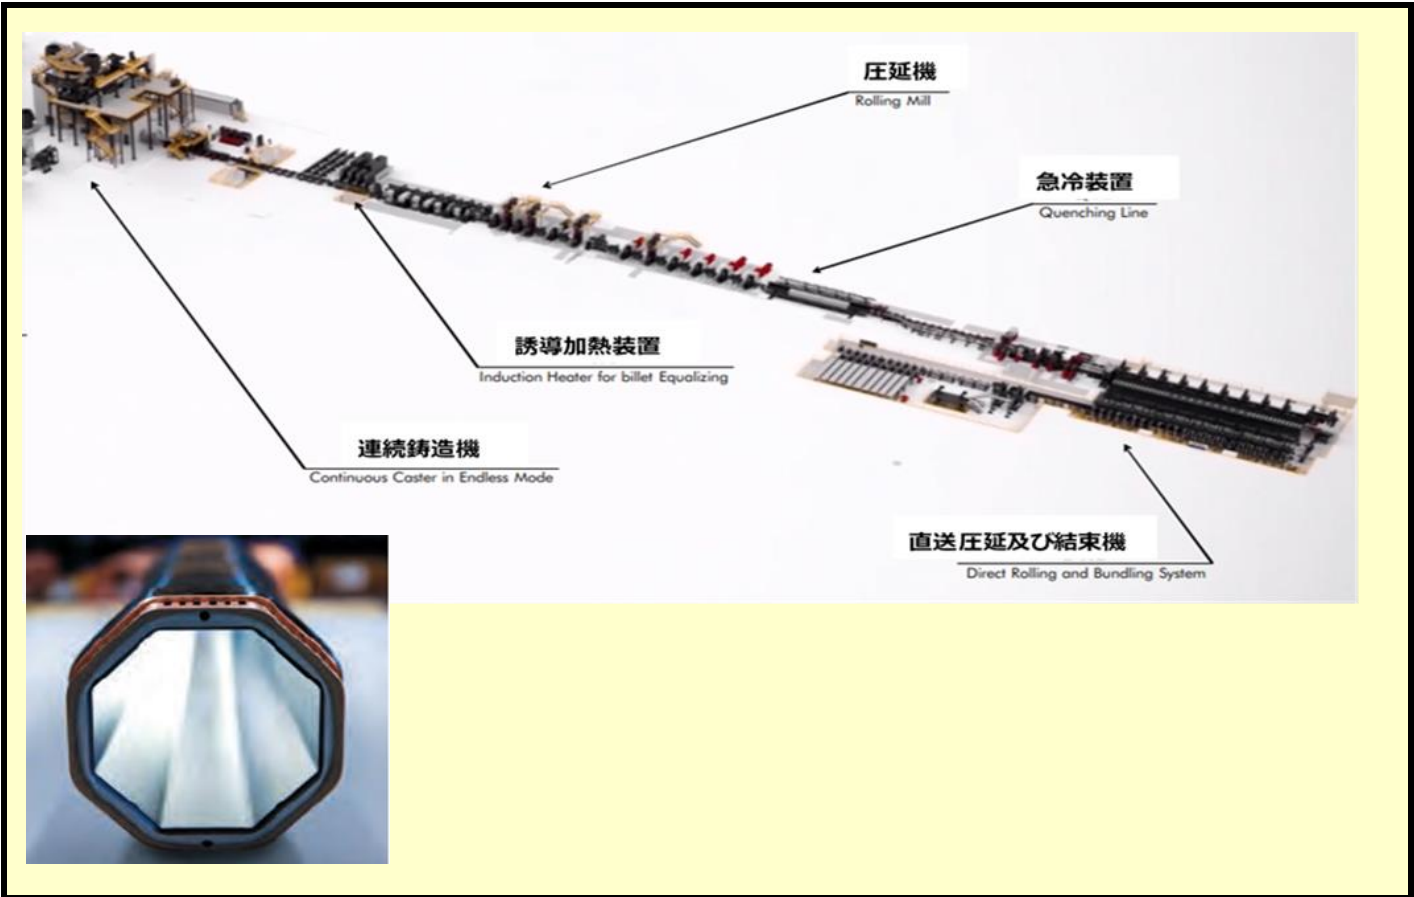 圧延機
Rolling Mill
急冷装置
Quenching Line
誘導加熱装置
Induction Heater for billet Equalizing
連続鋳造機
Continuous Caster in Endless Mode
直送圧延及び結束機
Direct Rolling and Bundling System